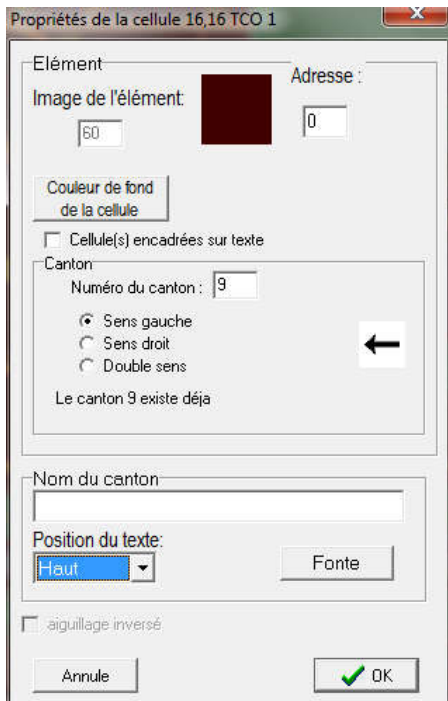 Propriétés de la cellule 16,16 TCO 1
Elément
Adresse :
Image de l'élément:
60
0
Couleur de fond
de la cellule
Cellule(s) encadrées sur texte
Canton
Numéro du canton :
9
Sens gauche
Sens droit
Double sens
Le canton 9 existe déja
Nom du canton
Position du texte:
Haut
Fonte
aiguillage inversé
Annule
OK